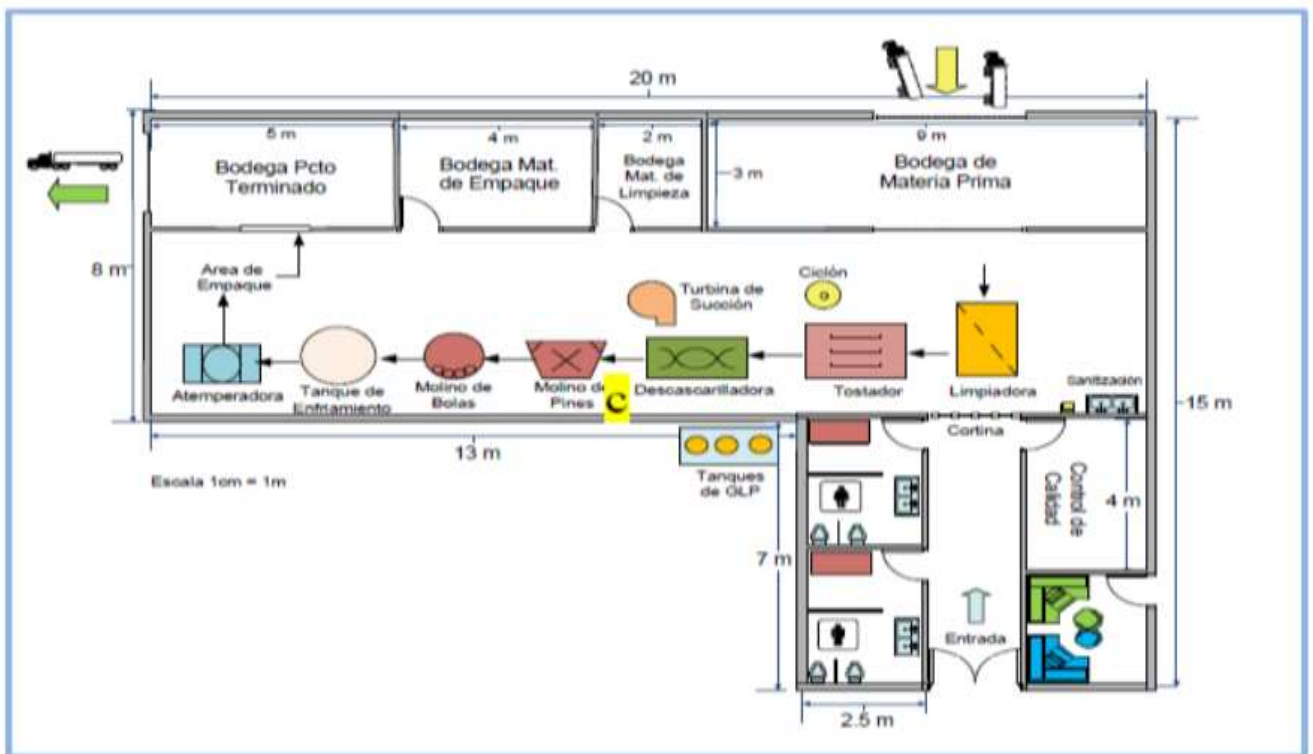 20 m
5 m
4 m
2 m
9 m
Bodega Pcto
Terminado
Bodega Mat.
de Empaque
Bodega
Mat. de
Limpieza
3 m
Bodega de
Materia Prima
8 m
Area de
Empaque
Turbina de
Succión
Ciclón
Atemperadora
Tanque de
Enfriamiento
Molino de
Bolas
Molino de
Pines
c
Descascarilladora
Tostador
Limpiadora
Sanitización
15 m
13 m
Cortina
Escala 1cm = 1m
Tanques
de GLP
Control de
Calidad
4 m
7 m
Entrada
2.5 m